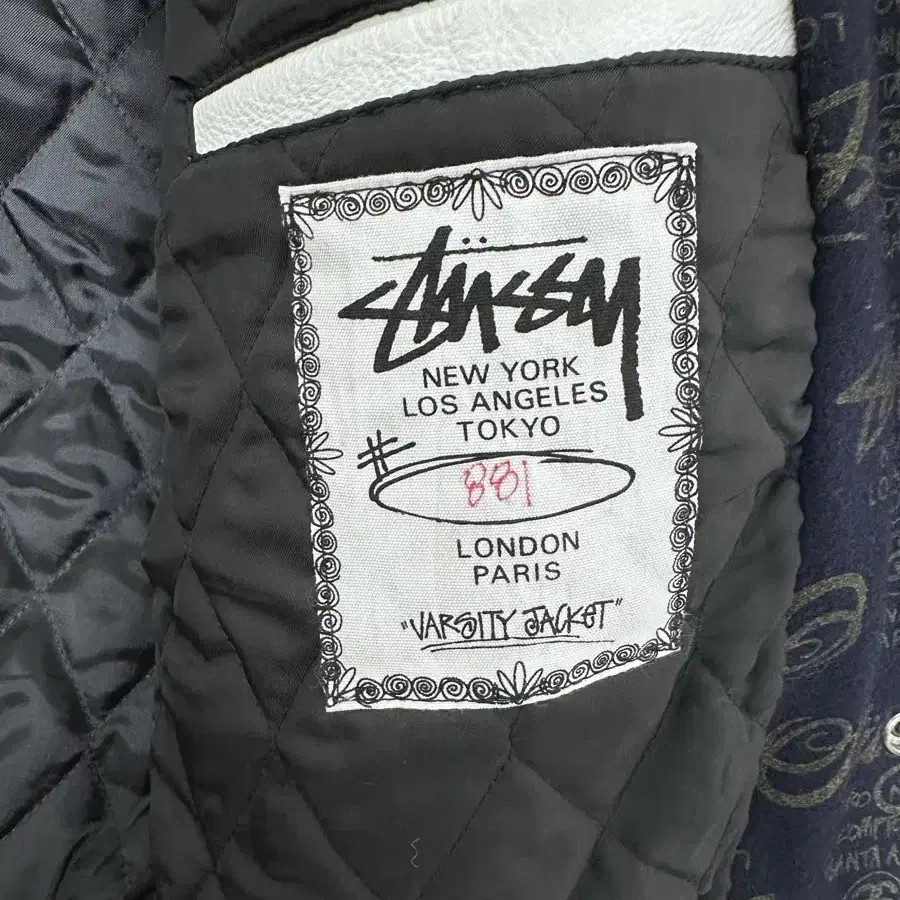 Stüssy
NEW YORK
LOS ANGELES
TOKYO
# 881
LONDON
PARIS
"VARSITY JACKET"